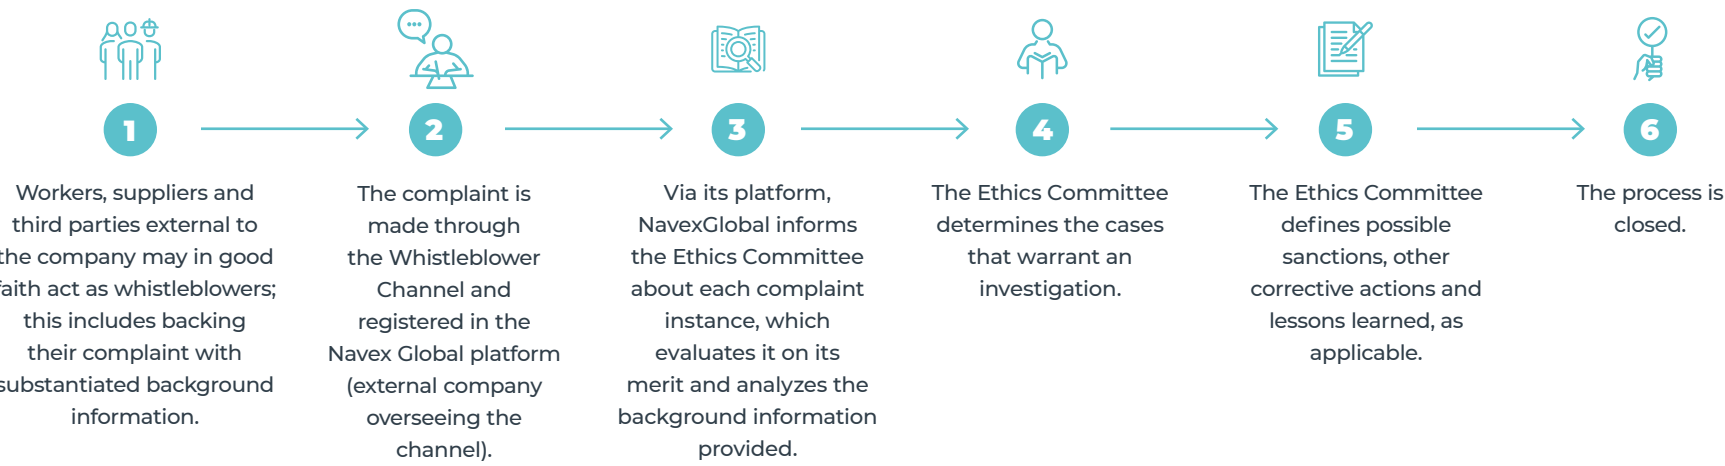 1
Workers, suppliers and
third parties external to
the company may in good
faith act as whistleblowers;
this includes backing
their complaint with
substantiated background
information.
2
The complaint is
made through
the Whistleblower
Channel and
registered in the
Navex Global platform
(external company
overseeing the
channel).
3
Via its platform,
NavexGlobal informs
the Ethics Committee
about each complaint
instance, which
evaluates it on its
merit and analyzes the
background information
provided.
4
The Ethics Committee
determines the cases
that warrant an
investigation.
5
The Ethics Committee
defines possible
sanctions, other
corrective actions and
lessons learned, as
applicable.
6
The process is
closed.